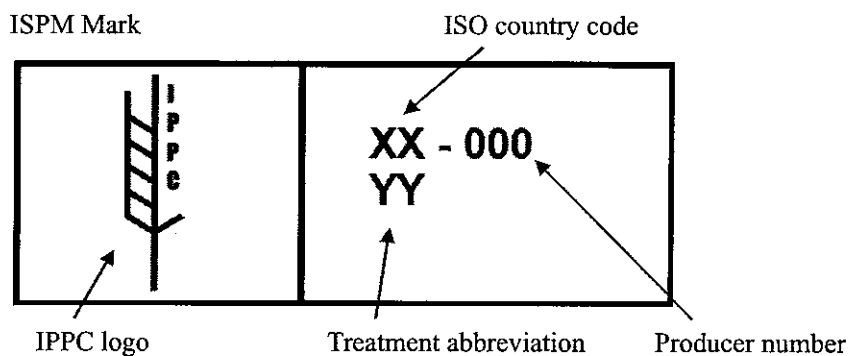 ISPM Mark
ISO country code
IPPC
XX - 000
YY
IPPC logo
Treatment abbreviation
Producer number